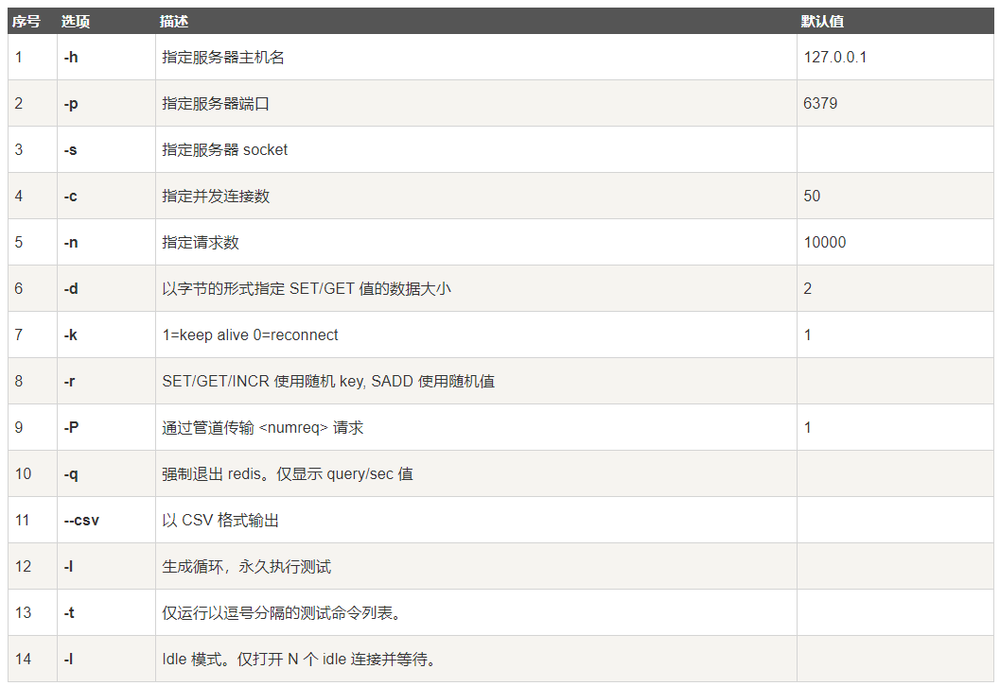 序号 选项 描述 默认值
1 -h 指定服务器主机名 127.0.0.1
2 -p 指定服务器端口 6379
3 -s 指定服务器 socket
4 -c 指定并发连接数 50
5 -n 指定请求数 10000
6 -d 以字节的形式指定 SET/GET 值的数据大小 2
7 -k 1=keep alive 0=reconnect 1
8 -r SET/GET/INCR 使用随机 key, SADD 使用随机值
9 -P 通过管道传输 <numreq> 请求 1
10 -q 强制退出 redis。仅显示 query/sec 值
11 --csv 以 CSV 格式输出
12 -l 生成循环，永久执行测试
13 -t 仅运行以逗号分隔的测试命令列表。
14 -I Idle 模式。仅打开 N 个 idle 连接并等待。